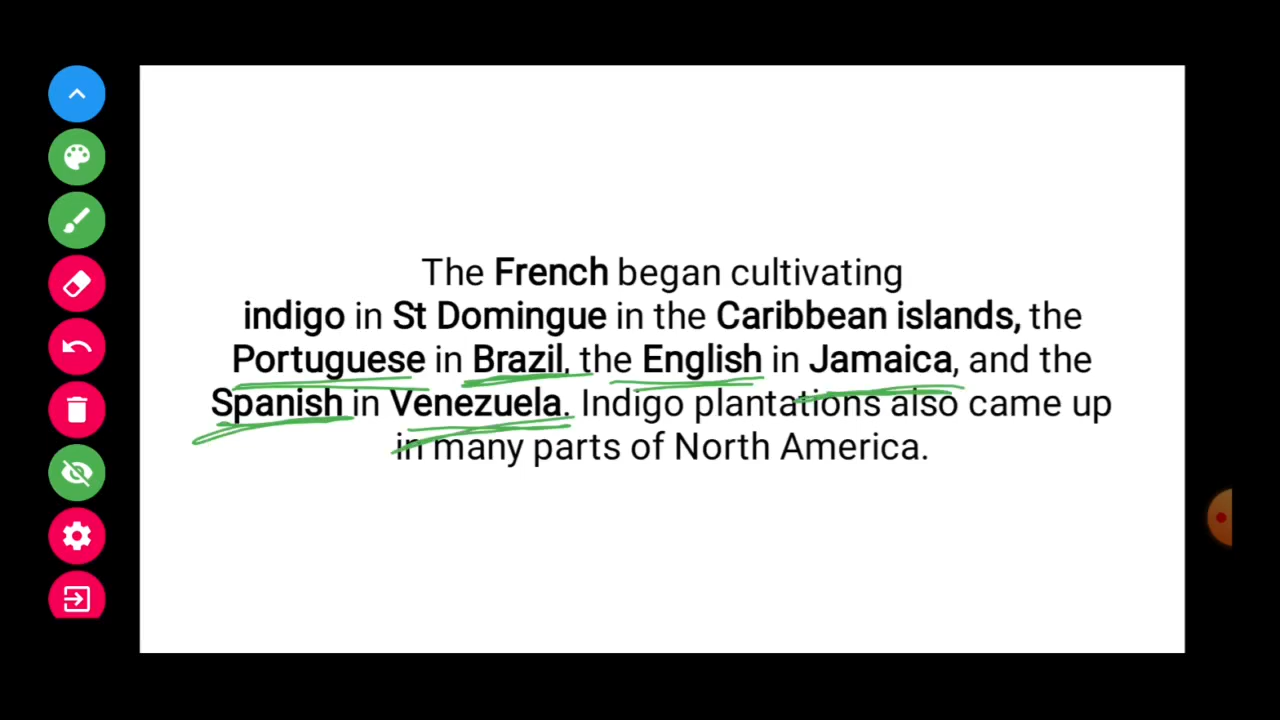 The French began cultivating
indigo in St Domingue in the Caribbean islands, the
Portuguese in Brazil, the English in Jamaica, and the
Spanish in Venezuela. Indigo plantations also came up
in many parts of North America.